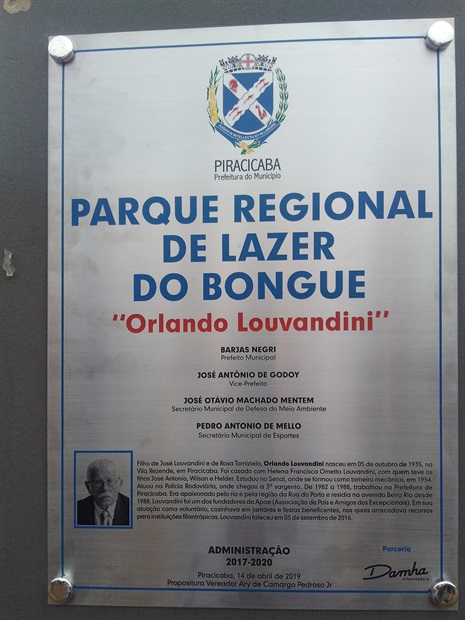 PIRACICABA
Prefeitura do Município
PARQUE REGIONAL
DE LAZER
DO BONGUE
"Orlando Louvandini"
BARJAS NEGRI
Prefeito Municipal
JOSÉ ANTÔNIO DE GODOY
Vice-Prefeito
JOSÉ OTÁVIO MACHADO MENTEM
Secretário Municipal de Defesa do Meio Ambiente
PEDRO ANTONIO DE MELLO
Secretário Municipal de Esportes
Filho de José Louvandini e de Rosa Tomizielo, Orlando Louvandini nasceu em 05 de outubro de 1935, na
Vila Rezende, em Piracicaba. Foi casado com Helena Francisca Ometto Louvandini, com quem teve os
filhos José Antonio, Wilson e Helder. Estudou no Senai, onde se formou como torneiro mecânico, em 1954.
Atuou na Polícia Rodoviária, onde chegou a 3º sargento. De 1982 a 1988, trabalhou na Prefeitura de
Piracicaba. Era apaixonado pelo rio e pela região da Rua do Porto e residia na avenida Beira Rio desde
1988. Louvandini foi um dos fundadores da Apae (Associação de Pais e Amigos dos Excepcionais). Em sua
atuação como voluntário, cozinhava em jantares e festas beneficentes, nos quais arrecadava recursos
para instituições filantrópicas. Louvandini faleceu em 05 de setembro de 2016.
ADMINISTRAÇÃO
2017-2020
Piracicaba, 14 de abril de 2019
Propositura Vereador Ary de Camargo Pedroso Jr
Parceria
Damha